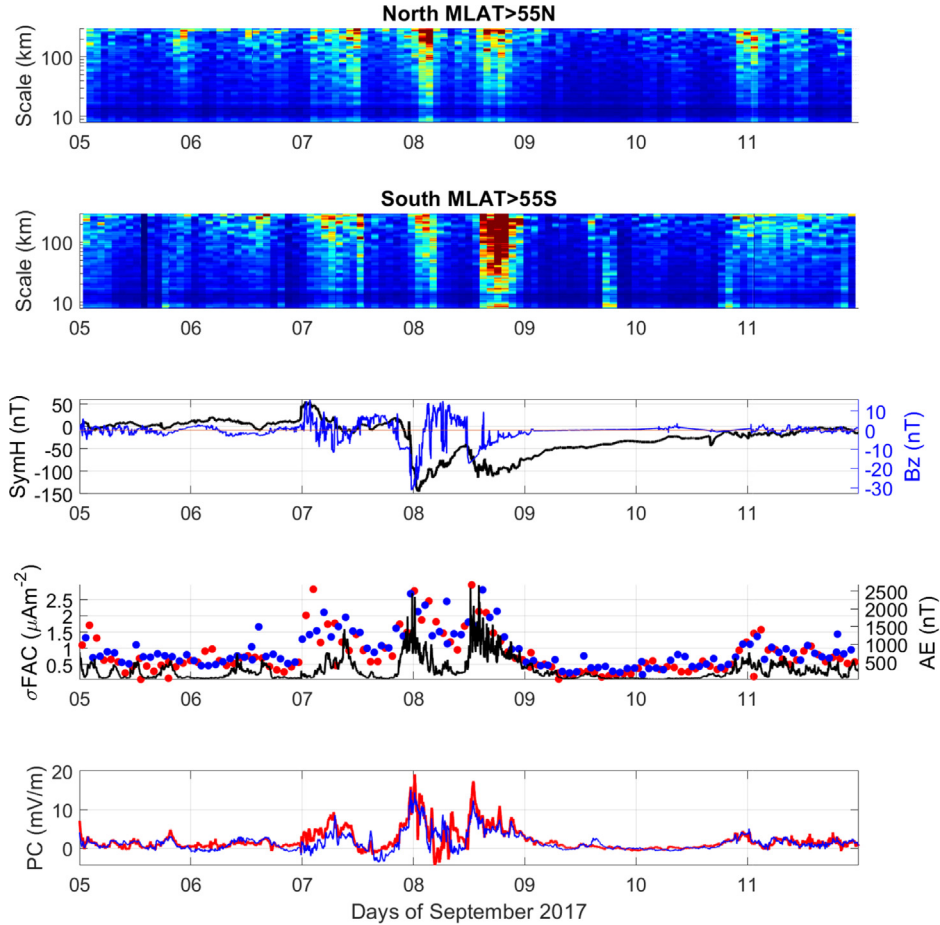 North MLAT>55N
Scale (km)
100
10
05 06 07 08 09 10 11
South MLAT>55S
Scale (km)
100
10
05 06 07 08 09 10 11
SymH (nT)
50
0
-50
-100
-150
10
0
-10
-20
-30
Bz (nT)
05 06 07 08 09 10 11
σFAC (μAm⁻²)
2.5
2
1.5
1
0.5
2500
2000
1500
1000
500
AE (nT)
05 06 07 08 09 10 11
PC (mV/m)
20
10
0
05 06 07 08 09 10 11
Days of September 2017